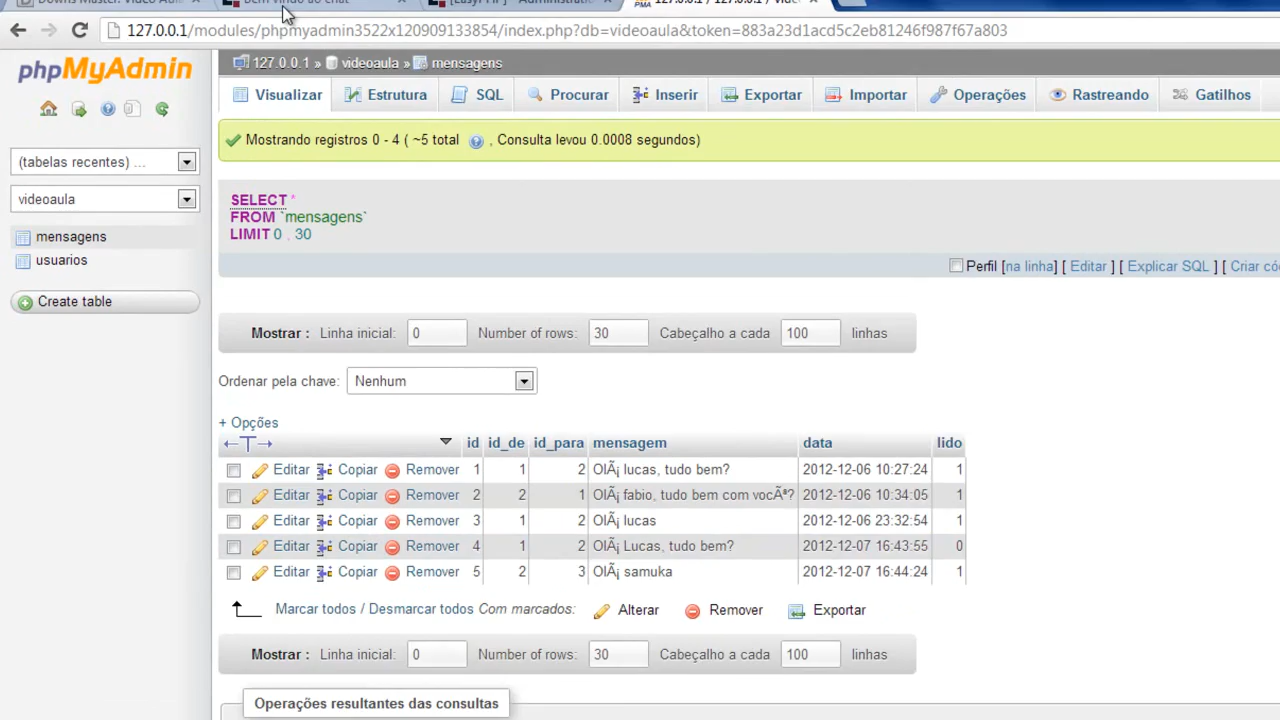 127.0.0.1/modules/phpmyadmin3522x120909133854/index.php?db=videoaula&token=883a23d1acd5c2eb81246f987f67a803
phpMyAdmin
127.0.0.1 » videoaula » mensagens
Visualizar Estrutura SQL Procurar Inserir Exportar Importar Operações Rastreando Gatilhos
(tabelas recentes) ...
videoaula
mensagens
usuarios
Create table
Mostrando registros 0 - 4 ( ~5 total , Consulta levou 0.0008 segundos)
SELECT *
FROM `mensagens`
LIMIT 0 , 30
Perfil [na linha] [ Editar ] [ Explicar SQL ] [ Criar có
Mostrar : Linha inicial: 0 Number of rows: 30 Cabeçalho a cada 100 linhas
Ordenar pela chave: Nenhum
+ Opções
←T→ id id_de id_para mensagem data lido
Editar Copiar Remover 1 1 2 OlÃ¡ lucas, tudo bem? 2012-12-06 10:27:24 1
Editar Copiar Remover 2 2 1 OlÃ¡ fabio, tudo bem com vocÃª? 2012-12-06 10:34:05 1
Editar Copiar Remover 3 1 2 OlÃ¡ lucas 2012-12-06 23:32:54 1
Editar Copiar Remover 4 1 2 OlÃ¡ Lucas, tudo bem? 2012-12-07 16:43:55 0
Editar Copiar Remover 5 2 3 OlÃ¡ samuka 2012-12-07 16:44:24 1
Marcar todos / Desmarcar todos Com marcados: Alterar Remover Exportar
Mostrar : Linha inicial: 0 Number of rows: 30 Cabeçalho a cada 100 linhas
Operações resultantes das consultas